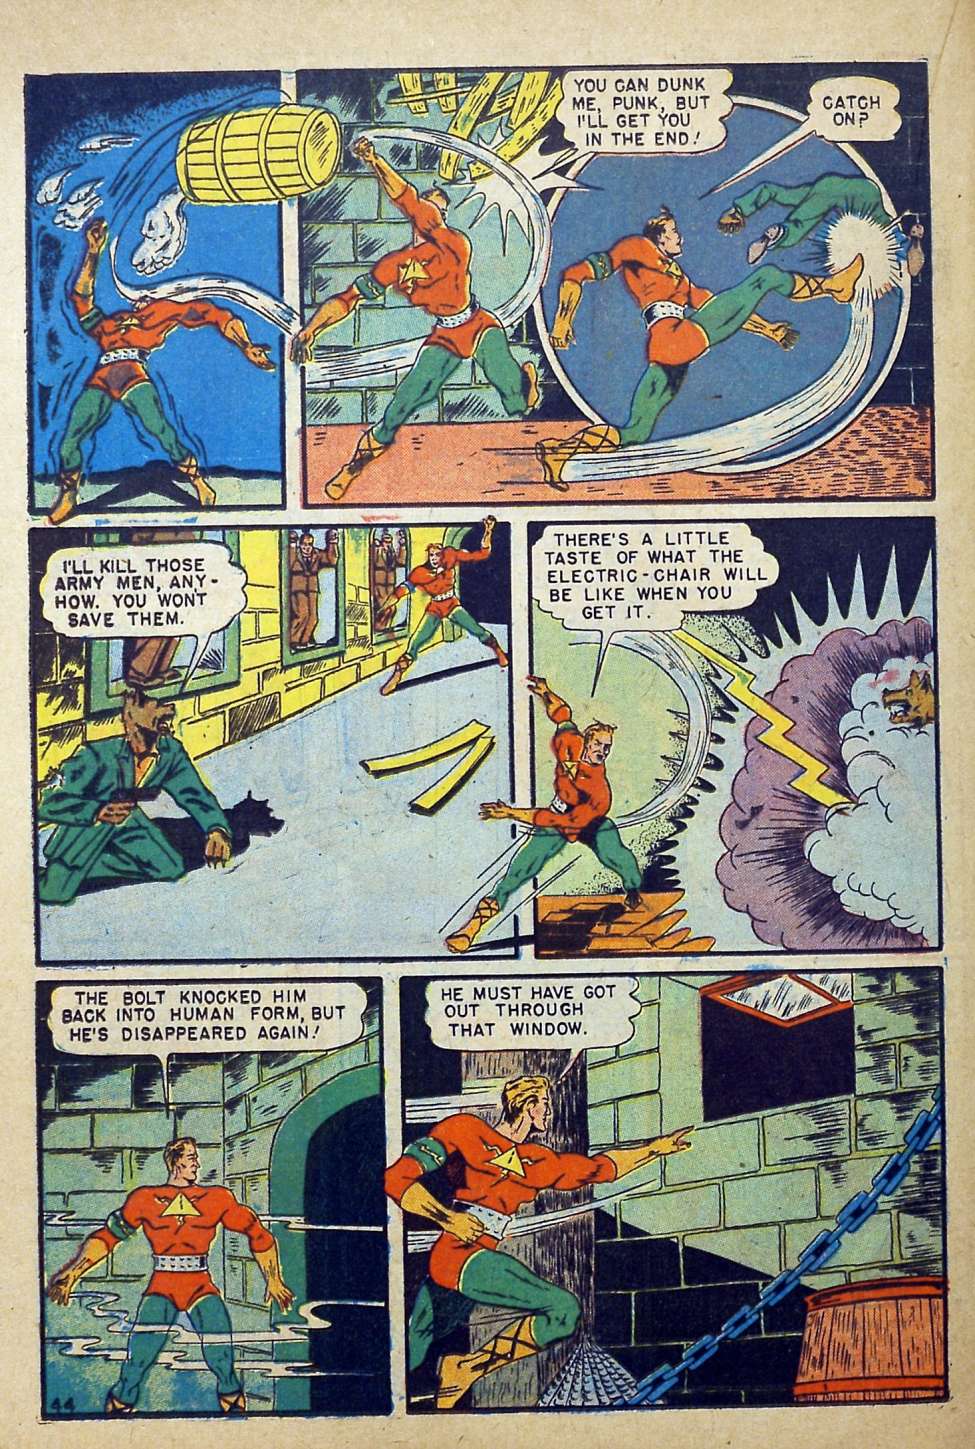 YOU CAN DUNK
ME, PUNK, BUT
I'LL GET YOU
IN THE END!
CATCH
ON?
I'LL KILL THOSE
ARMY MEN, ANY-
HOW. YOU WON'T
SAVE THEM.
THERE'S A LITTLE
TASTE OF WHAT THE
ELECTRIC-CHAIR WILL
BE LIKE WHEN YOU
GET IT.
THE BOLT KNOCKED HIM
BACK INTO HUMAN FORM, BUT
HE'S DISAPPEARED AGAIN!
HE MUST HAVE GOT
OUT THROUGH
THAT WINDOW.
44